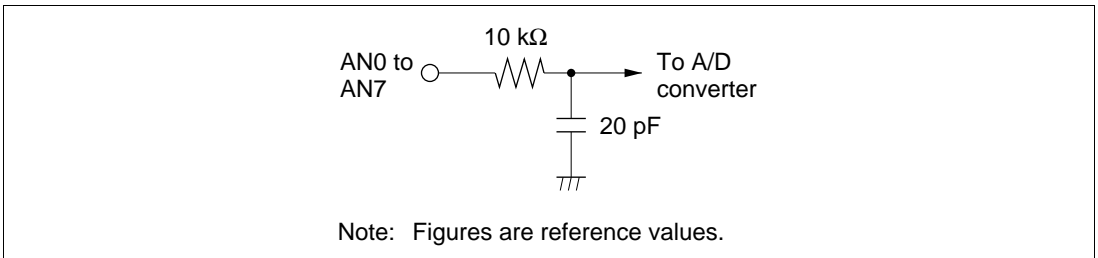 10 kΩ
AN0 to
AN7
To A/D
converter
20 pF
Note: Figures are reference values.